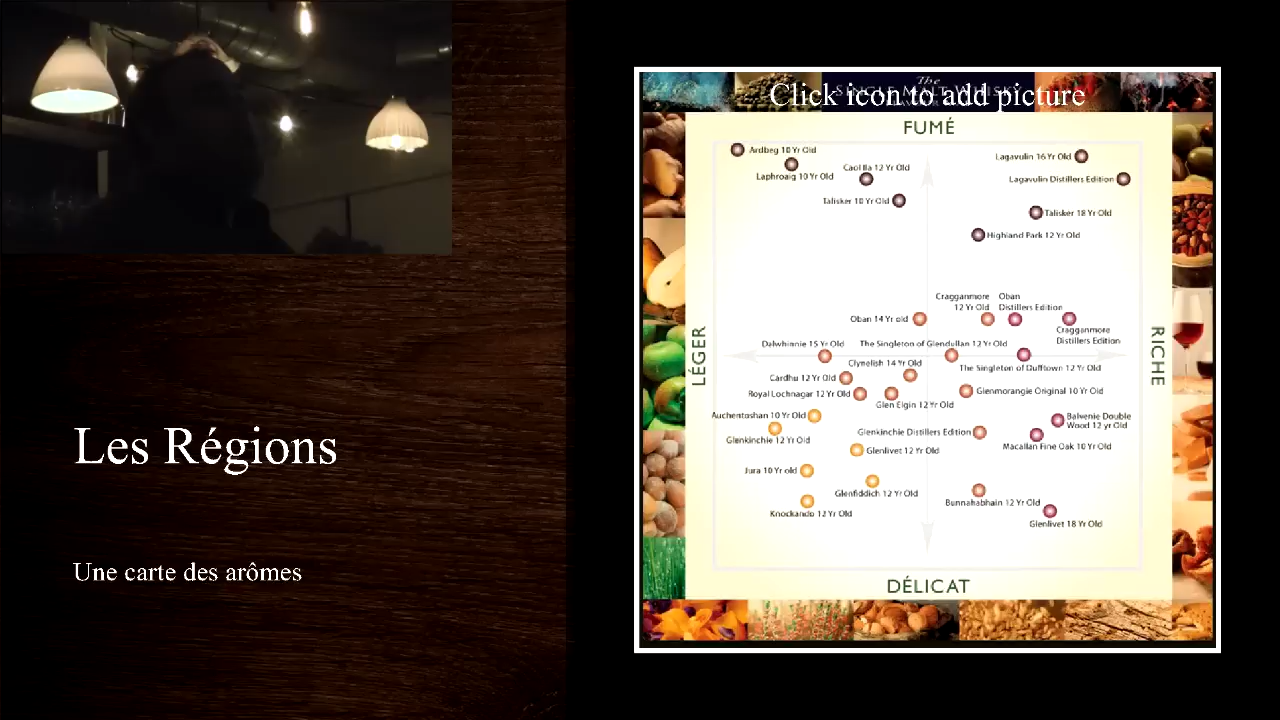 Les Régions
Une carte des arômes
The
SINGLE MALT WHISKY
Click icon to add picture
FUMÉ
Ardbeg 10 Yr Old
Laphroaig 10 Yr Old
Caol Ila 12 Yr Old
Talisker 10 Yr Old
Lagavulin 16 Yr Old
Lagavulin Distillers Edition
Talisker 18 Yr Old
Highland Park 12 Yr Old
Cragganmore
12 Yr Old
Oban
Distillers Edition
Oban 14 Yr old
Cragganmore
Distillers Edition
LÉGER
RICHE
Dalwhinnie 15 Yr Old
The Singleton of Glendullan 12 Yr Old
Clynelish 14 Yr Old
The Singleton of Dufftown 12 Yr Old
Cardhu 12 Yr Old
Royal Lochnagar 12 Yr Old
Glen Elgin 12 Yr Old
Glenmorangie Original 10 Yr Old
Auchentoshan 10 Yr Old
Glenkinchie 12 Yr Old
Balvenie Double
Wood 12 yr Old
Glenkinchie Distillers Edition
Macallan Fine Oak 10 Yr Old
Glenlivet 12 Yr Old
Jura 10 Yr old
Glenfiddich 12 Yr Old
Knockando 12 Yr Old
Bunnahabhain 12 Yr Old
Glenlivet 18 Yr Old
DÉLICAT